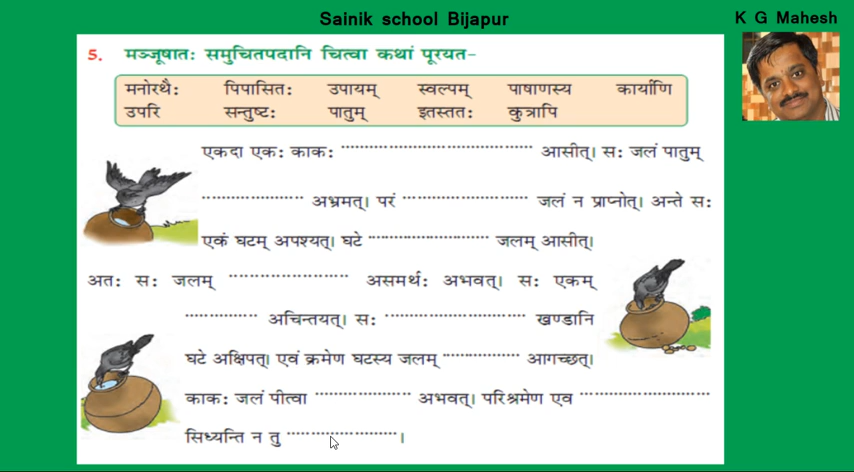 Sainik school Bijapur
K G Mahesh
5. मञ्जूषातः समुचितपदानि चित्वा कथां पूरयत-
मनोरथैः पिपासितः उपायम् स्वल्पम् पाषाणस्य कार्याणि
उपरि सन्तुष्टः पातुम् इतस्ततः कुत्रापि
एकदा एकः काकः ................................ आसीत्। सः जलं पातुम्
................... अभ्रमत्। परं ........................ जलं न प्राप्नोत्। अन्ते सः
एकं घटम् अपश्यत्। घटे ....................... जलम् आसीत्।
अतः सः जलम् ....................... असमर्थः अभवत्। सः एकम्
.............. अचिन्तयत्। सः .......................... खण्डानि
घटे अक्षिपत्। एवं क्रमेण घटस्य जलम् .............. आगच्छत्।
काकः जलं पीत्वा .................. अभवत्। परिश्रमेण एव ........................
सिध्यन्ति न तु ..................... ।